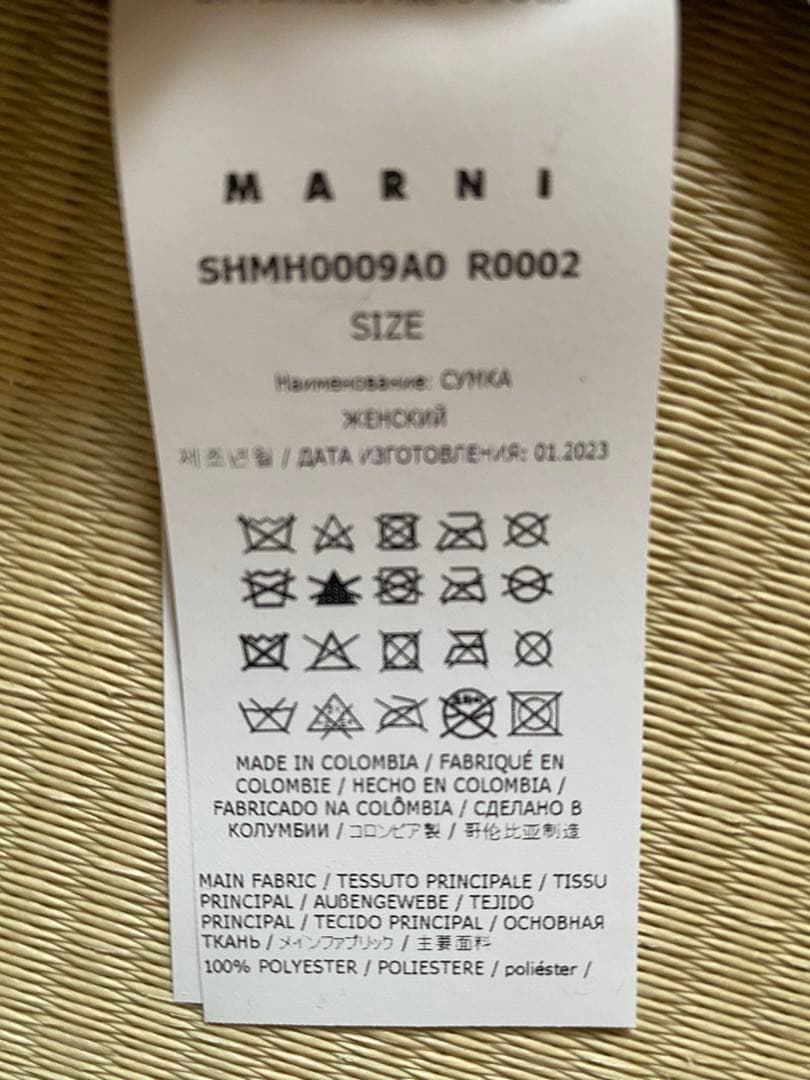 M A R N I
SHMH0009A0 R0002
SIZE
Наименование: СУМКА
ЖЕНСКИЙ
제조년월 / ДАТА ИЗГОТОВЛЕНИЯ: 01.2023
MADE IN COLOMBIA / FABRIQUÉ EN
COLOMBIE / HECHO EN COLOMBIA /
FABRICADO NA COLÔMBIA / СДЕЛАНО В
КОЛУМБИИ / コロンビア製 / 哥伦比亚制造
MAIN FABRIC / TESSUTO PRINCIPALE / TISSU
PRINCIPAL / AUßENGEWEBE / TEJIDO
PRINCIPAL / TECIDO PRINCIPAL / ОСНОВНАЯ
ТКАНЬ / メインファブリック / 主要面料
100% POLYESTER / POLIESTERE / poliéster /